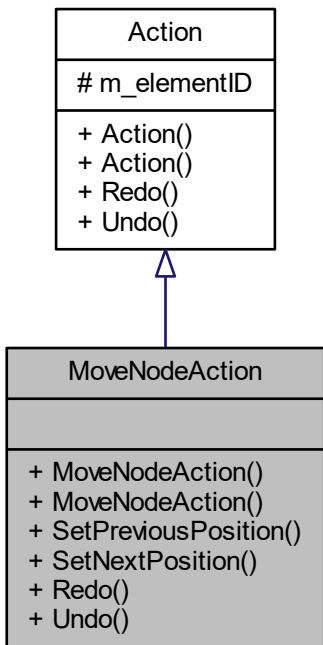 Action
# m_elementID
+ Action()
+ Action()
+ Redo()
+ Undo()
MoveNodeAction
+ MoveNodeAction()
+ MoveNodeAction()
+ SetPreviousPosition()
+ SetNextPosition()
+ Redo()
+ Undo()